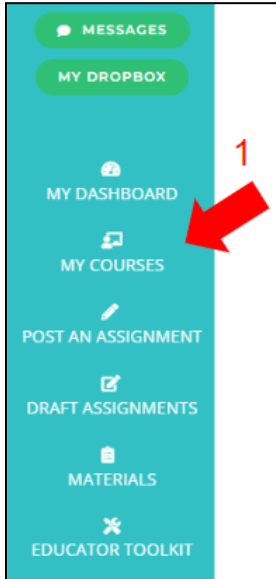 MESSAGES
MY DROPBOX
1
MY DASHBOARD
MY COURSES
POST AN ASSIGNMENT
DRAFT ASSIGNMENTS
MATERIALS
EDUCATOR TOOLKIT